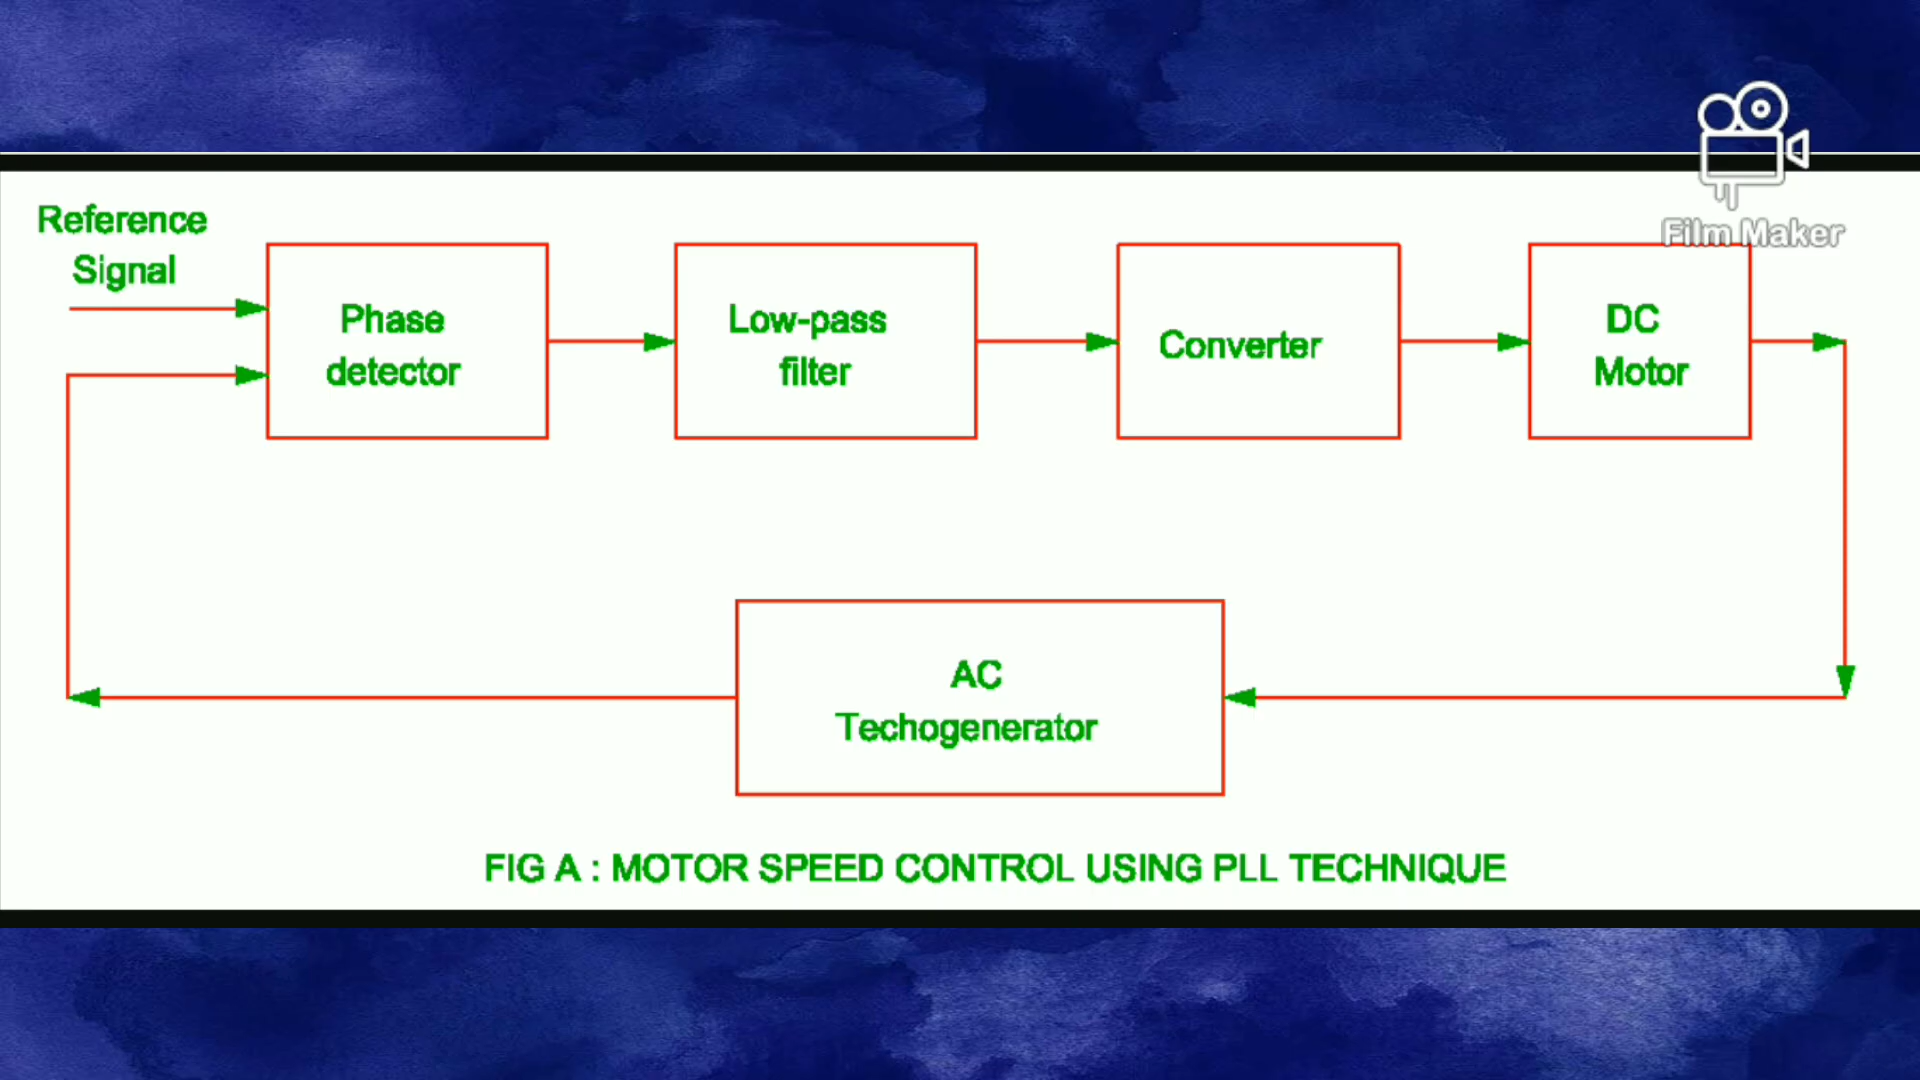 Film Maker
Reference
Signal
Phase
detector
Low-pass
filter
Converter
DC
Motor
AC
Techogenerator
FIG A : MOTOR SPEED CONTROL USING PLL TECHNIQUE